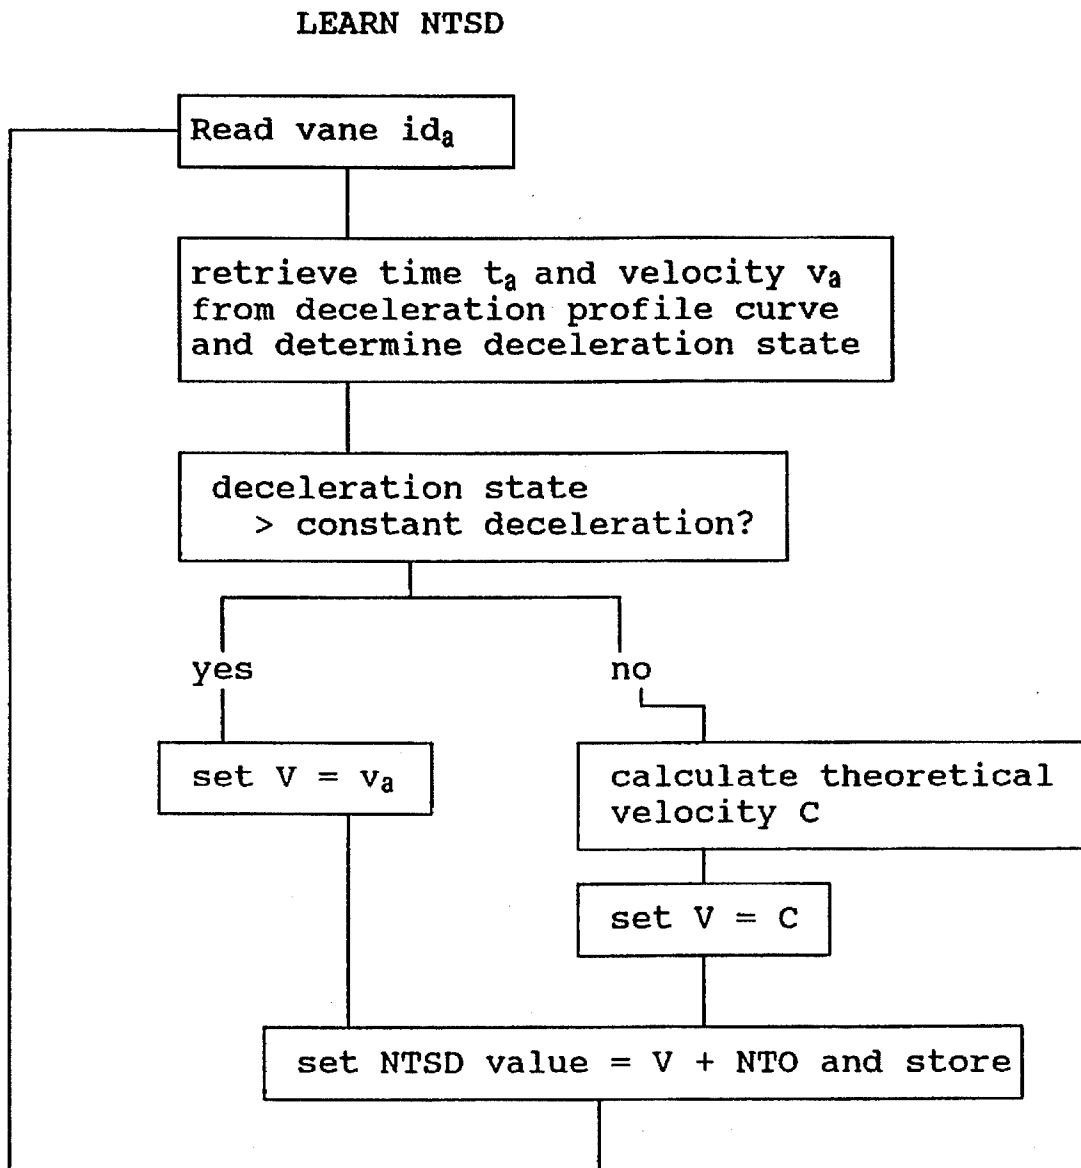 LEARN NTSD
Read vane idₐ
retrieve time tₐ and velocity vₐ
from deceleration profile curve
and determine deceleration state
deceleration state
> constant deceleration?
yes
no
set V = vₐ
calculate theoretical
velocity C
set V = C
set NTSD value = V + NTO and store